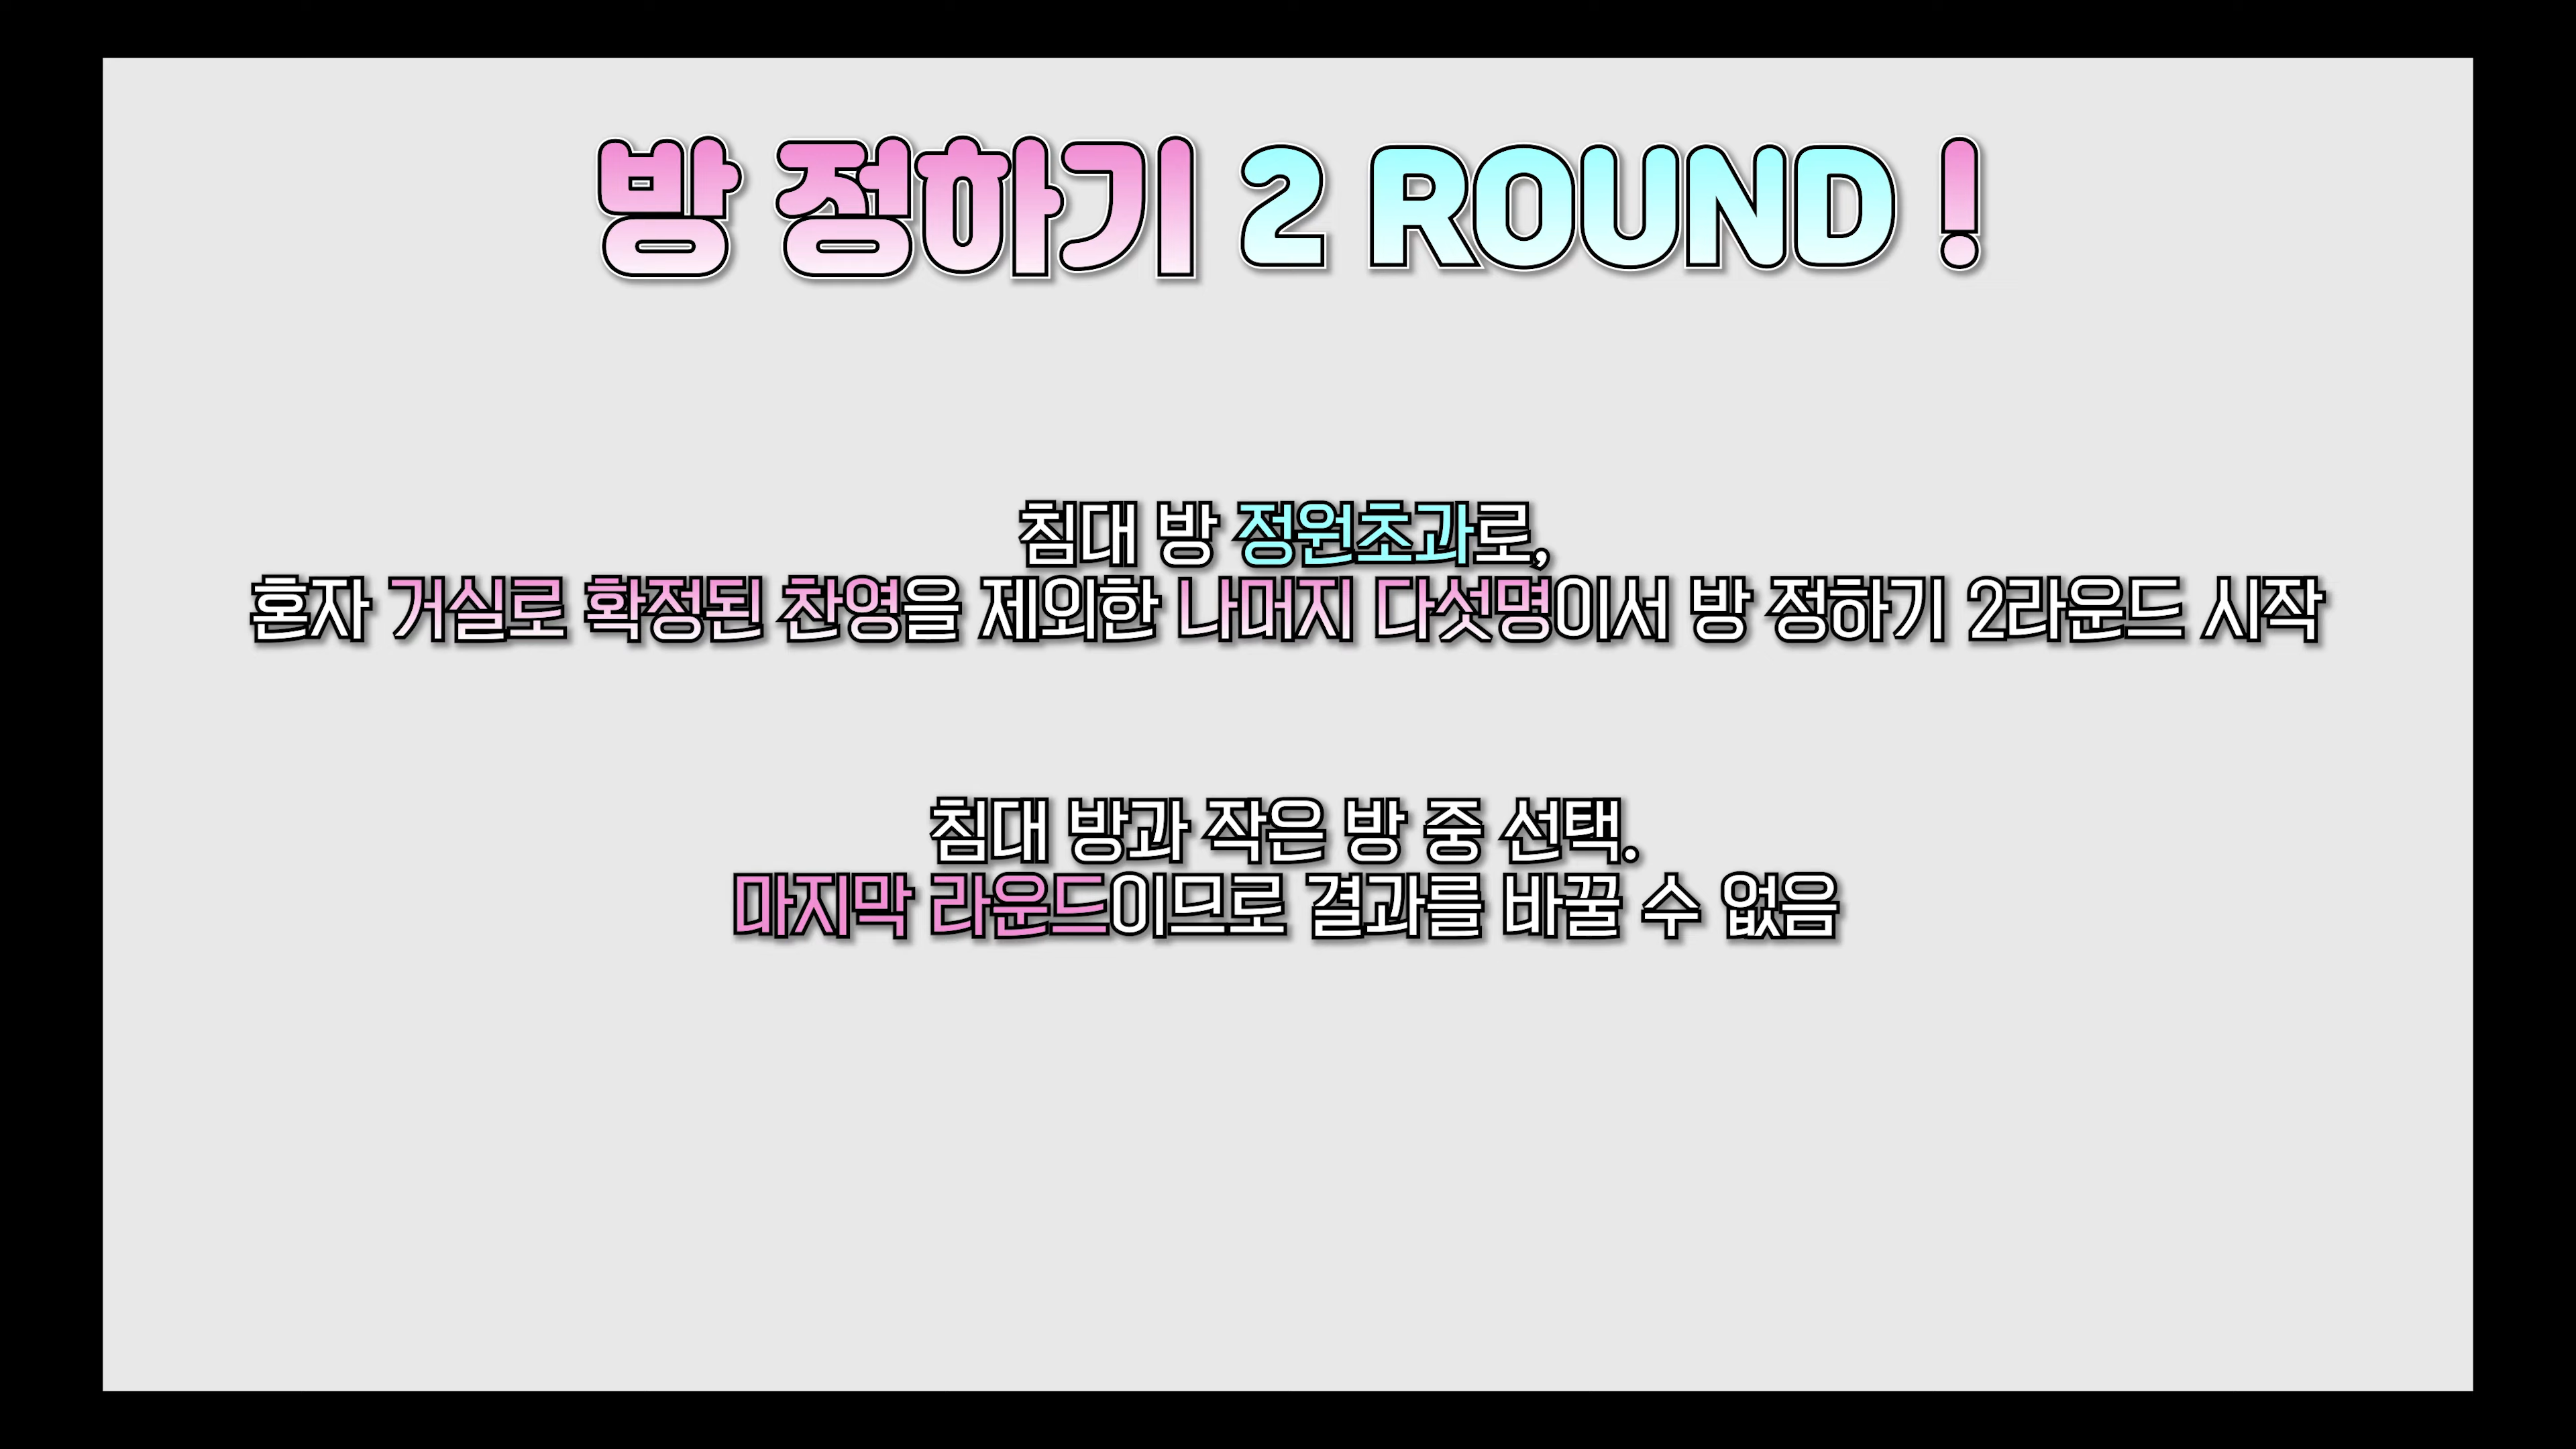 방 정하기 2 ROUND !
침대 방 정원초과로,
혼자 거실로 확정된 찬영을 제외한 나머지 다섯명이서 방 정하기 2라운드 시작
침대 방과 작은 방 중 선택.
마지막 라운드이므로 결과를 바꿀 수 없음